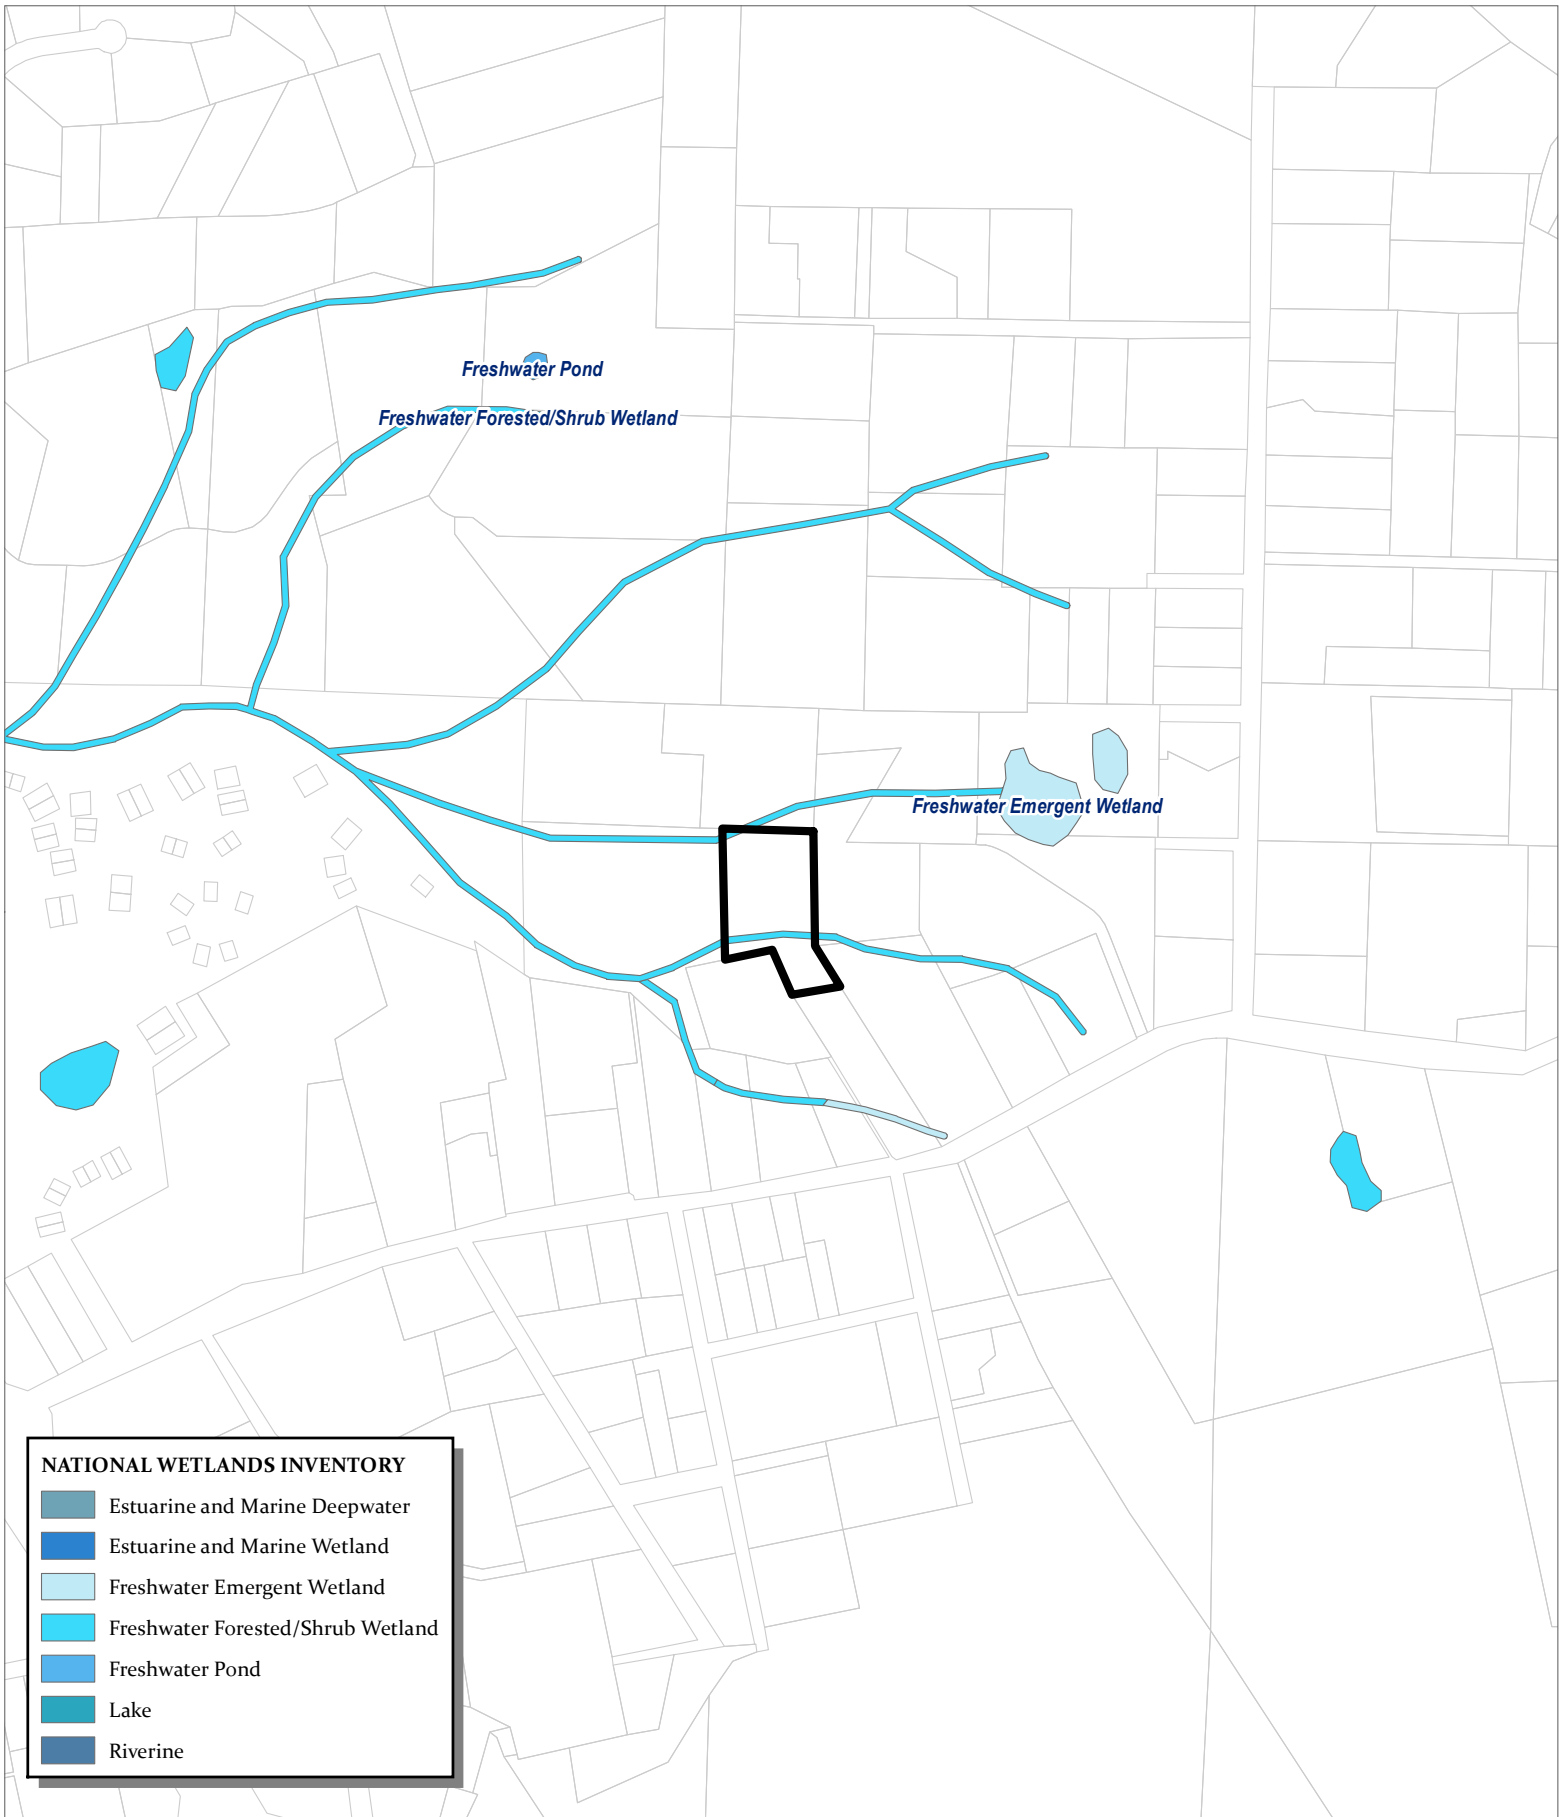 Freshwater Pond
Freshwater Forested/Shrub Wetland
Freshwater Emergent Wetland
NATIONAL WETLANDS INVENTORY
Estuarine and Marine Deepwater
Estuarine and Marine Wetland
Freshwater Emergent Wetland
Freshwater Forested/Shrub Wetland
Freshwater Pond
Lake
Riverine